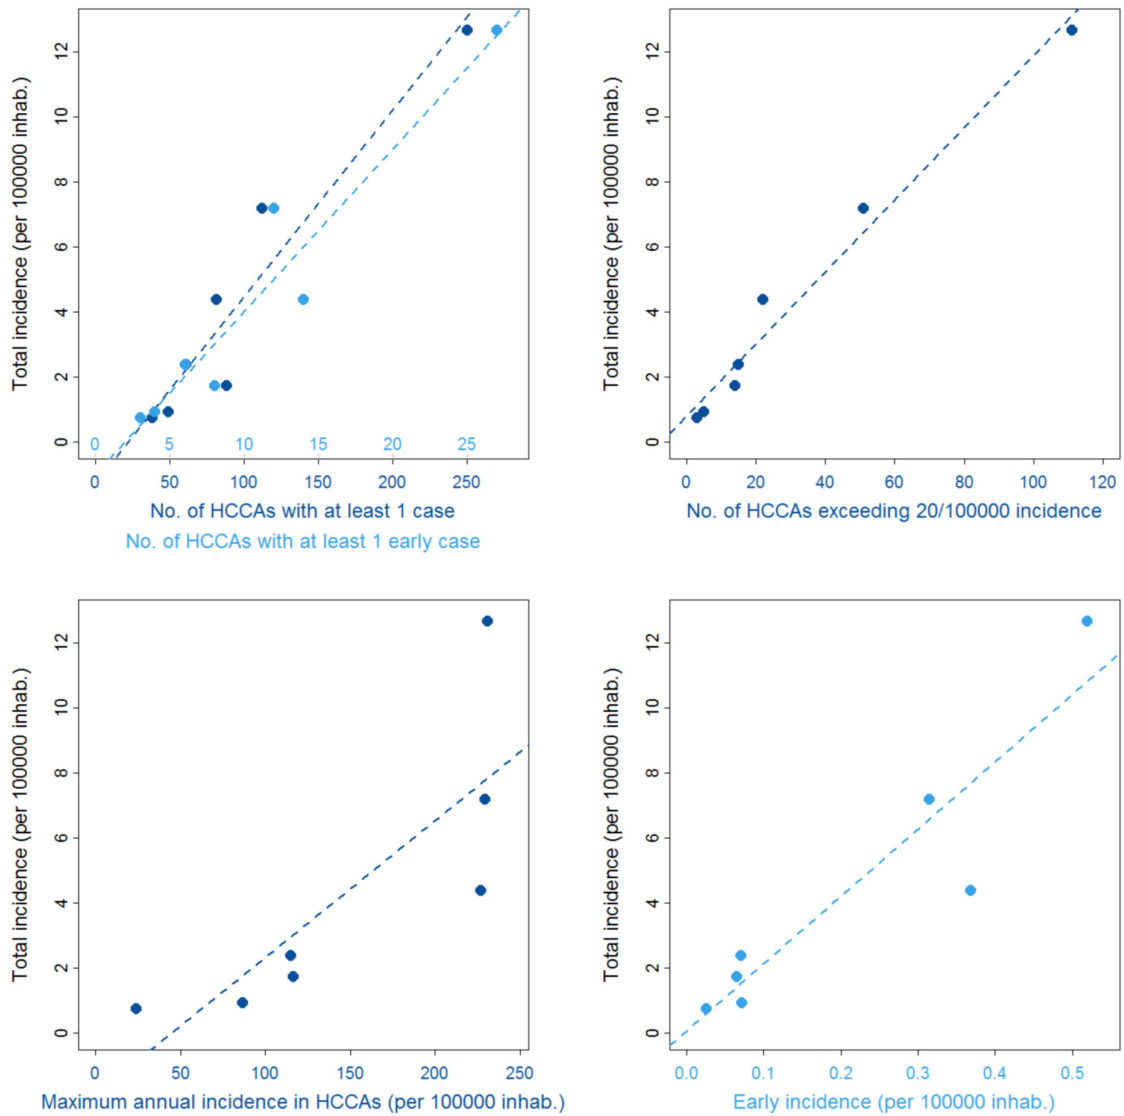 Total incidence (per 100000 inhab.)
12
10
8
6
4
2
0
0 5 10 15 20 25
0 50 100 150 200 250
No. of HCCAs with at least 1 case
No. of HCCAs with at least 1 early case
Total incidence (per 100000 inhab.)
12
10
8
6
4
2
0
0 20 40 60 80 100 120
No. of HCCAs exceeding 20/100000 incidence
Total incidence (per 100000 inhab.)
12
10
8
6
4
2
0
0 50 100 150 200 250
Maximum annual incidence in HCCAs (per 100000 inhab.)
Total incidence (per 100000 inhab.)
12
10
8
6
4
2
0
0.0 0.1 0.2 0.3 0.4 0.5
Early incidence (per 100000 inhab.)